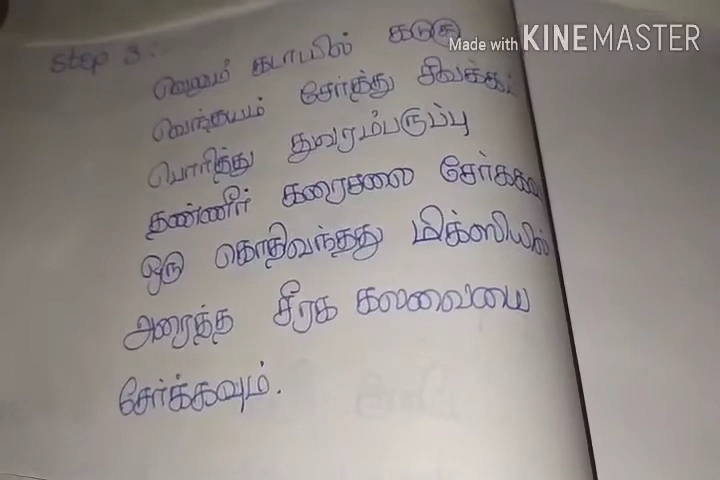 Step 3:
வெறும் கடாயில் கடுகு
Made with KINEMASTER
வெந்தயம் சேர்த்து சிவக்க
பொரித்து துவரம்பருப்பு
தண்ணீர் கரைசலை சேர்க்கவு
ஒரு கொதிவந்தது மிக்ஸியில்
அரைத்த சீரக கலவையை
சேர்க்கவும்.